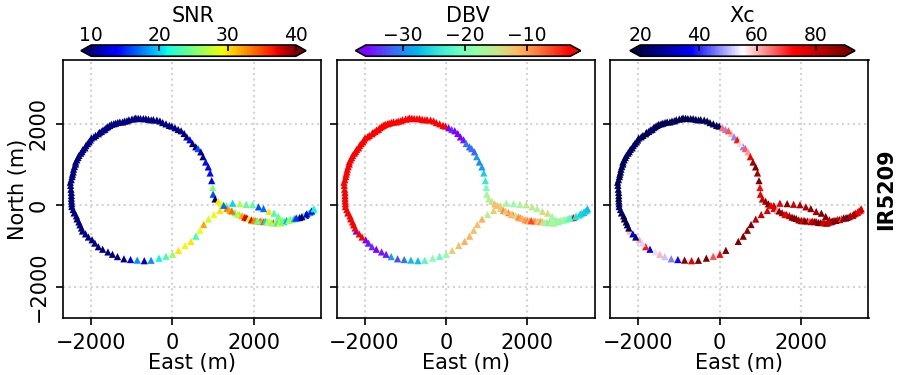 SNR DBV Xc
10 20 30 40 −30 −20 −10 20 40 60 80
2000
0
−2000
North (m)
IR5209
−2000 0 2000 −2000 0 2000 −2000 0 2000
East (m) East (m) East (m)